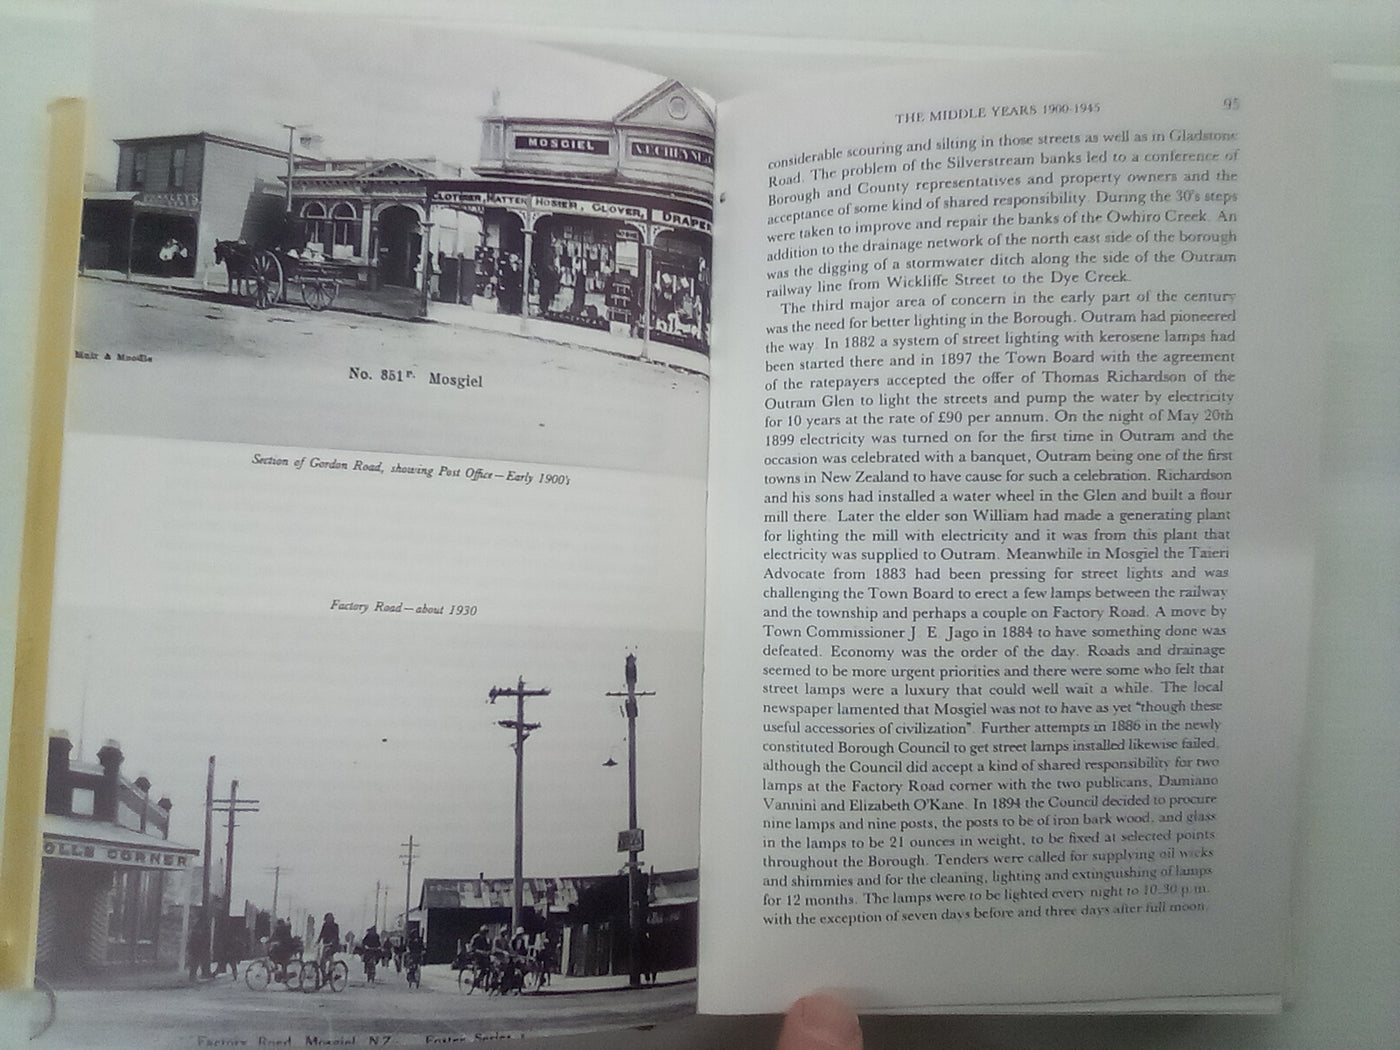 MOSGIEL
CLOTHIER, HATTER, HOSIER, GLOVER, DRAPER
Muir & Moodie
No. 851r. Mosgiel
Section of Gordon Road, showing Post Office—Early 1900's
Factory Road—about 1930
OLLS CORNER
Factory Road Mosgiel N.Z. Foster Series
THE MIDDLE YEARS 1900-1945
95
considerable scouring and silting in those streets as well as in Gladstone
Road. The problem of the Silverstream banks led to a conference of
Borough and County representatives and property owners and the
acceptance of some kind of shared responsibility. During the 30's steps
were taken to improve and repair the banks of the Owhiro Creek. An
addition to the drainage network of the north east side of the borough
was the digging of a stormwater ditch along the side of the Outram
railway line from Wickliffe Street to the Dye Creek.
The third major area of concern in the early part of the century
was the need for better lighting in the Borough. Outram had pioneered
the way. In 1882 a system of street lighting with kerosene lamps had
been started there and in 1897 the Town Board with the agreement
of the ratepayers accepted the offer of Thomas Richardson of the
Outram Glen to light the streets and pump the water by electricity
for 10 years at the rate of £90 per annum. On the night of May 20th
1899 electricity was turned on for the first time in Outram and the
occasion was celebrated with a banquet, Outram being one of the first
towns in New Zealand to have cause for such a celebration. Richardson
and his sons had installed a water wheel in the Glen and built a flour
mill there. Later the elder son William had made a generating plant
for lighting the mill with electricity and it was from this plant that
electricity was supplied to Outram. Meanwhile in Mosgiel the Taieri
Advocate from 1883 had been pressing for street lights and was
challenging the Town Board to erect a few lamps between the railway
and the township and perhaps a couple on Factory Road. A move by
Town Commissioner J. E. Jago in 1884 to have something done was
defeated. Economy was the order of the day. Roads and drainage
seemed to be more urgent priorities and there were some who felt that
street lamps were a luxury that could well wait a while. The local
newspaper lamented that Mosgiel was not to have as yet "though these
useful accessories of civilization". Further attempts in 1886 in the newly
constituted Borough Council to get street lamps installed likewise failed,
although the Council did accept a kind of shared responsibility for two
lamps at the Factory Road corner with the two publicans, Damiano
Vannini and Elizabeth O'Kane. In 1894 the Council decided to procure
nine lamps and nine posts, the posts to be of iron bark wood, and glass
in the lamps to be 21 ounces in weight, to be fixed at selected points
throughout the Borough. Tenders were called for supplying oil wicks
and shimmies and for the cleaning, lighting and extinguishing of lamps
for 12 months. The lamps were to be lighted every night to 10-30 p.m.
with the exception of seven days before and three days after full moon.